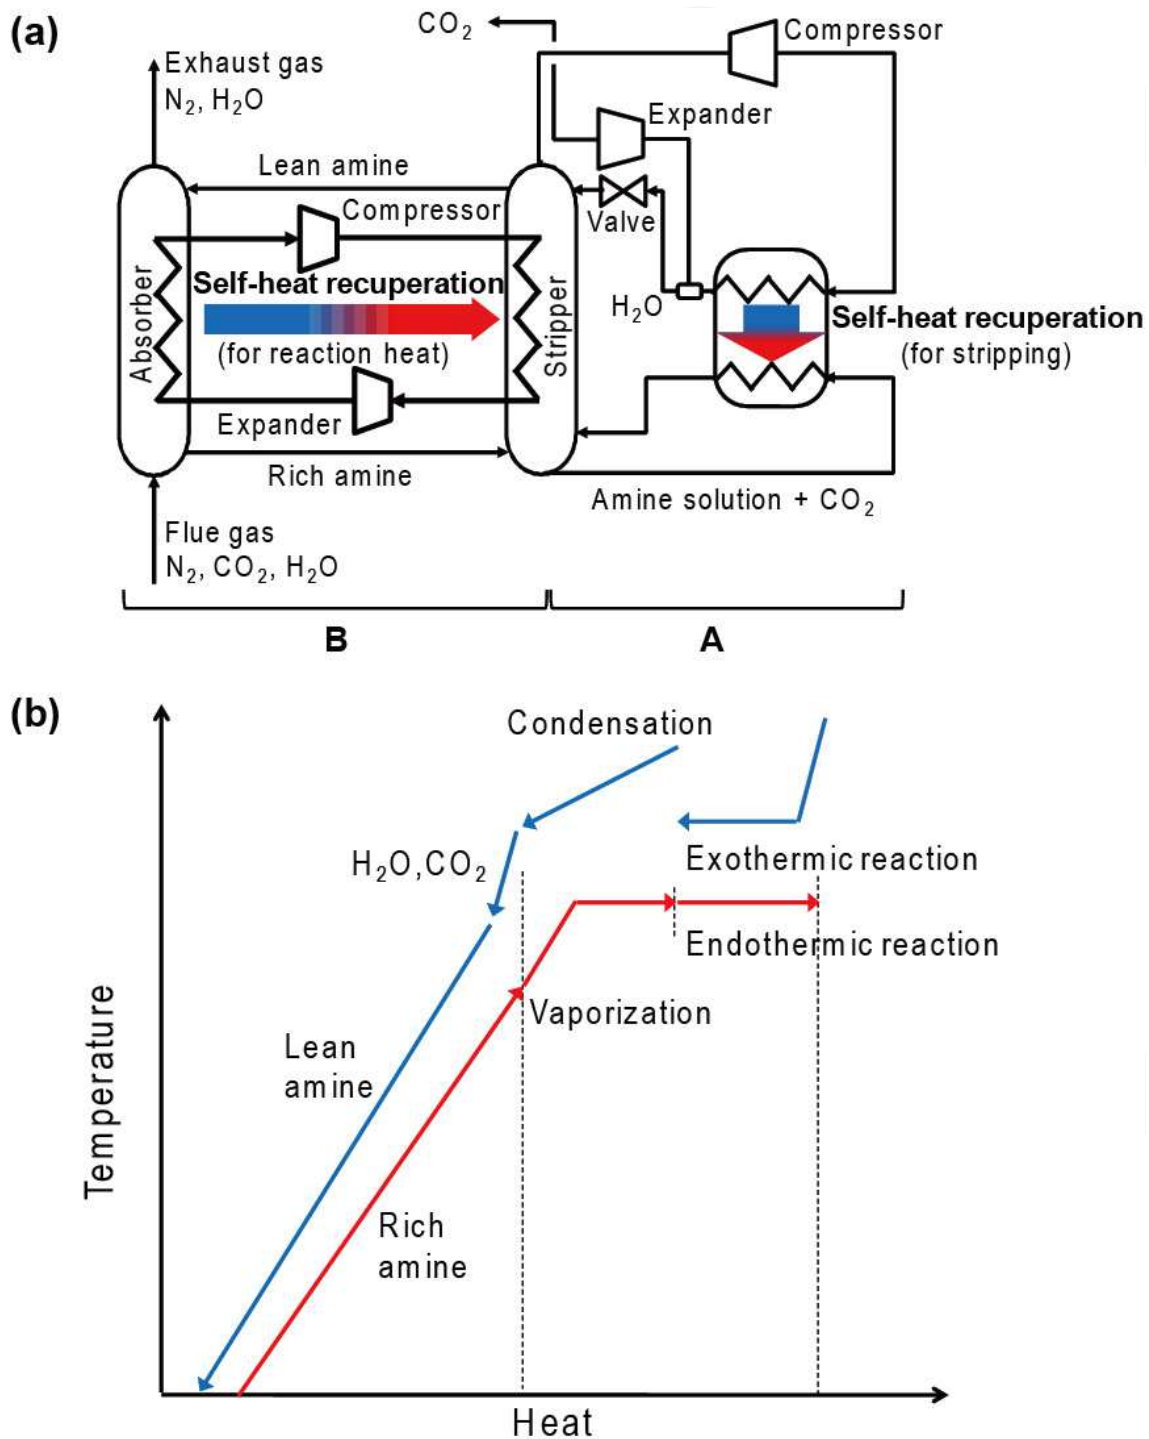 (a)
CO2
Compressor
Exhaust gas
N2, H2O
Expander
Lean amine
Compressor
Valve
Absorber
Self-heat recuperation
(for reaction heat)
Stripper
H2O
Self-heat recuperation
(for stripping)
Expander
Rich amine
Amine solution + CO2
Flue gas
N2, CO2, H2O
B
A
(b)
Condensation
H2O,CO2
Exothermic reaction
Endothermic reaction
Vaporization
Lean
amine
Rich
amine
Temperature
Heat